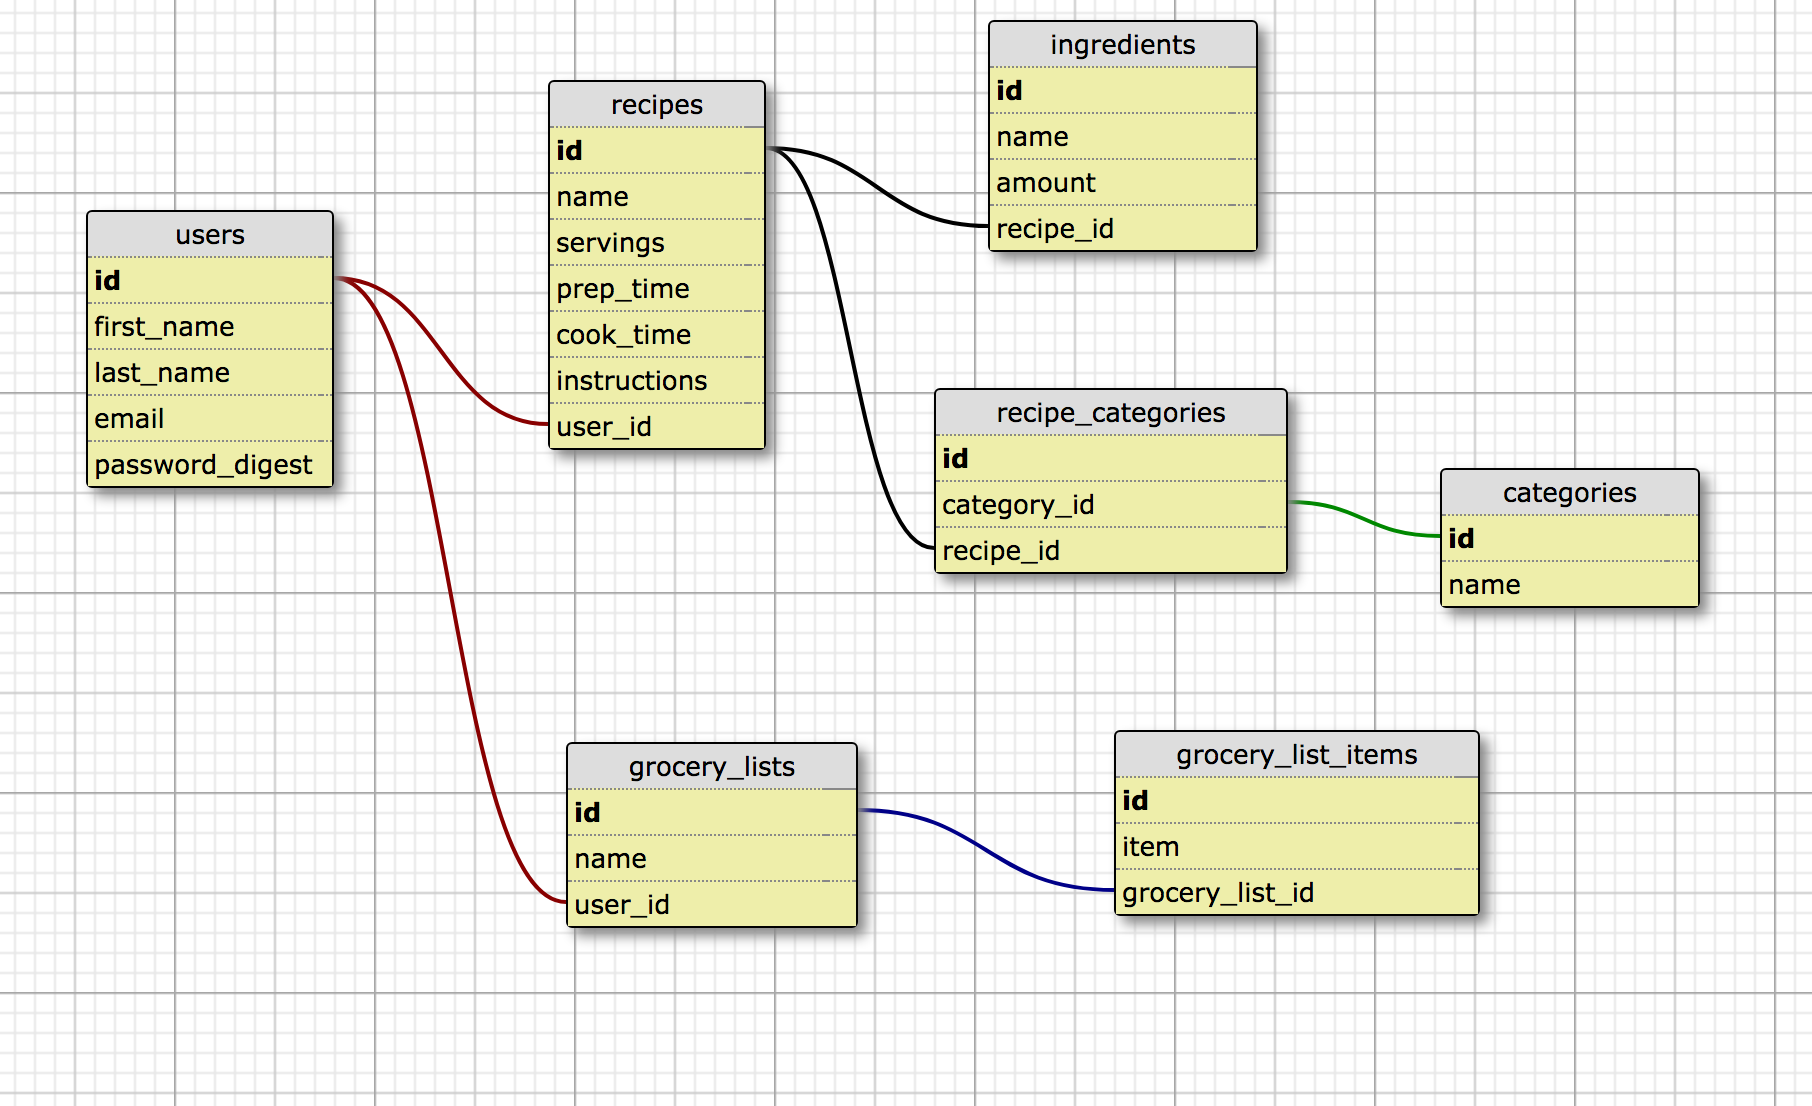 users
id
first_name
last_name
email
password_digest
recipes
id
name
servings
prep_time
cook_time
instructions
user_id
ingredients
id
name
amount
recipe_id
recipe_categories
id
category_id
recipe_id
categories
id
name
grocery_lists
id
name
user_id
grocery_list_items
id
item
grocery_list_id